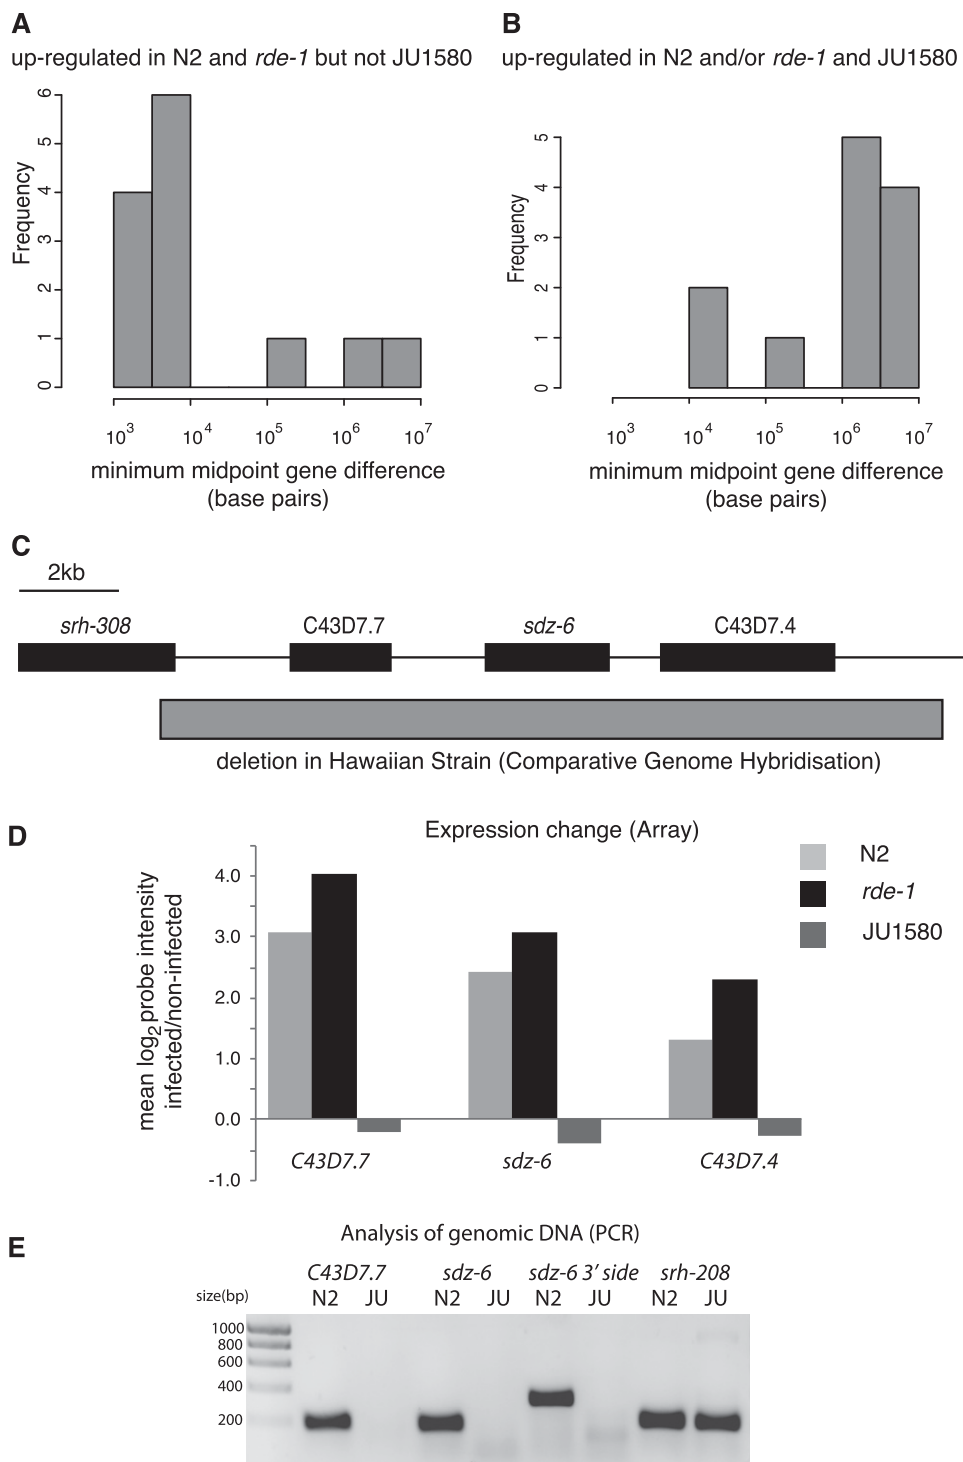 A
up-regulated in N2 and rde-1 but not JU1580
Frequency
6
5
4
3
2
1
0
10^3 10^4 10^5 10^6 10^7
minimum midpoint gene difference
(base pairs)
B
up-regulated in N2 and/or rde-1 and JU1580
Frequency
5
4
3
2
1
0
10^3 10^4 10^5 10^6 10^7
minimum midpoint gene difference
(base pairs)
C
2kb
srh-308 C43D7.7 sdz-6 C43D7.4
deletion in Hawaiian Strain (Comparative Genome Hybridisation)
D
Expression change (Array)
mean log2 probe intensity
infected/non-infected
4.0
3.0
2.0
1.0
0.0
-1.0
C43D7.7 sdz-6 C43D7.4
N2
rde-1
JU1580
E
Analysis of genomic DNA (PCR)
C43D7.7 sdz-6 sdz-6 3’ side srh-208
size(bp) N2 JU N2 JU N2 JU N2 JU
1000
800
600
400
200